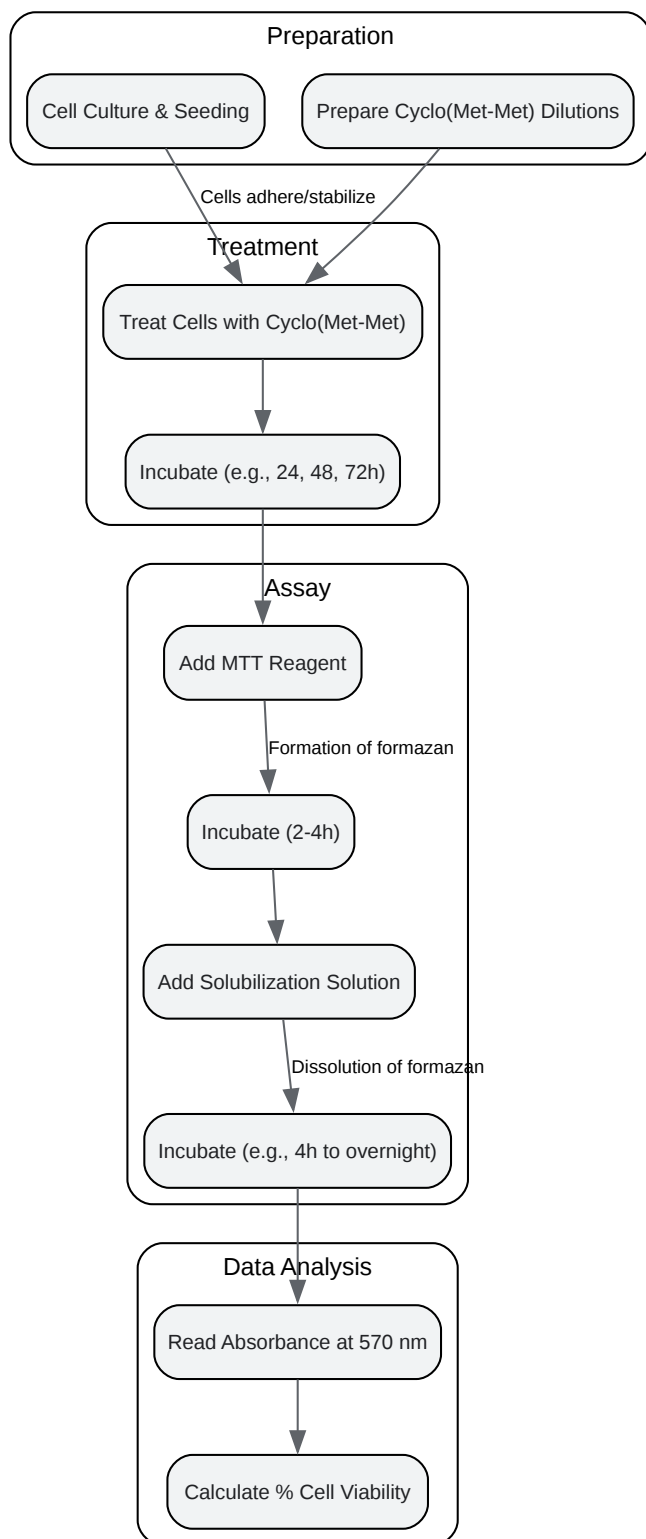 Preparation
Cell Culture & Seeding
Prepare Cyclo(Met-Met) Dilutions
Cells adhere/stabilize
Treatment
Treat Cells with Cyclo(Met-Met)
Incubate (e.g., 24, 48, 72h)
Assay
Add MTT Reagent
Formation of formazan
Incubate (2-4h)
Add Solubilization Solution
Dissolution of formazan
Incubate (e.g., 4h to overnight)
Data Analysis
Read Absorbance at 570 nm
Calculate % Cell Viability